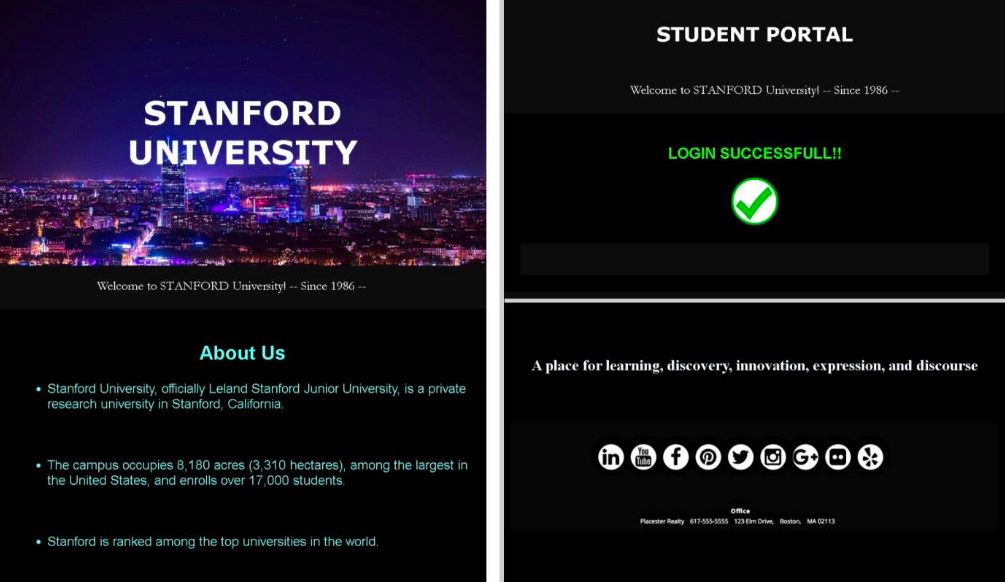 STANFORD
UNIVERSITY
Welcome to STANFORD University! -- Since 1986 --
About Us
• Stanford University, officially Leland Stanford Junior University, is a private
research university in Stanford, California.
• The campus occupies 8,180 acres (3,310 hectares), among the largest in
the United States, and enrolls over 17,000 students.
• Stanford is ranked among the top universities in the world.
STUDENT PORTAL
Welcome to STANFORD University! -- Since 1986 --
LOGIN SUCCESSFULL!!
A place for learning, discovery, innovation, expression, and discourse
in You Tube f G+
Office
Placester Realty 617-555-5555 123 Elm Drive, Boston, MA 02113